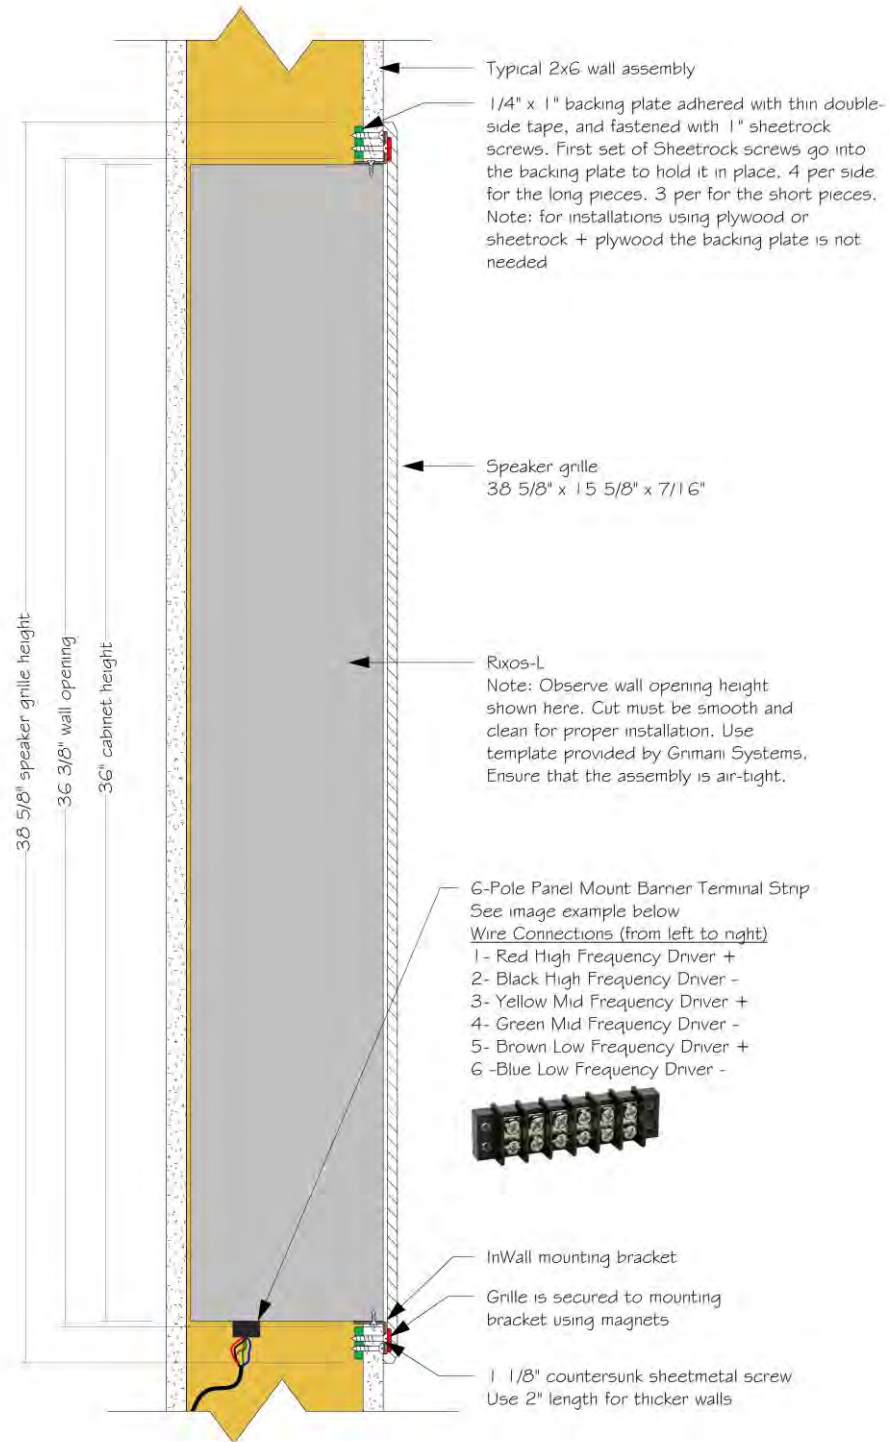 Typical 2x6 wall assembly
1/4" x 1" backing plate adhered with thin double-
side tape, and fastened with 1" sheetrock
screws. First set of Sheetrock screws go into
the backing plate to hold it in place. 4 per side
for the long pieces. 3 per for the short pieces.
Note: for installations using plywood or
sheetrock + plywood the backing plate is not
needed
Speaker grille
38 5/8" x 15 5/8" x 7/16"
38 5/8" speaker grille height
36 3/8" wall opening
36" cabinet height
Rixos-L
Note: Observe wall opening height
shown here. Cut must be smooth and
clean for proper installation. Use
template provided by Grimani Systems.
Ensure that the assembly is air-tight.
6-Pole Panel Mount Barrier Terminal Strip
See image example below
Wire Connections (from left to right)
1- Red High Frequency Driver +
2- Black High Frequency Driver -
3- Yellow Mid Frequency Driver +
4- Green Mid Frequency Driver -
5- Brown Low Frequency Driver +
6 -Blue Low Frequency Driver -
InWall mounting bracket
Grille is secured to mounting
bracket using magnets
1 1/8" countersunk sheetmetal screw
Use 2" length for thicker walls